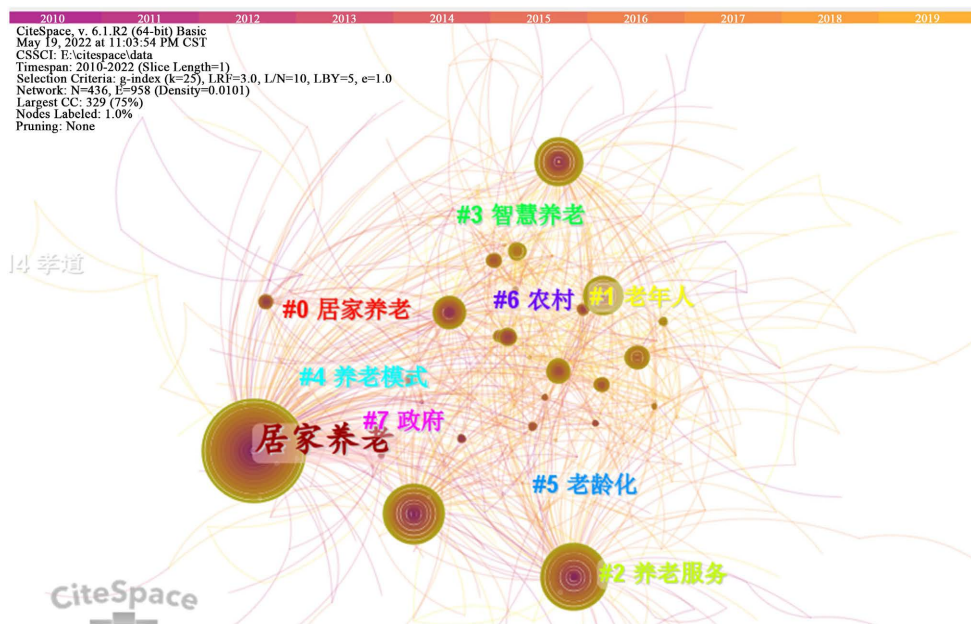 2010 2011 2012 2013 2014 2015 2016 2017 2018 2019
CiteSpace, v. 6.1.R2 (64-bit) Basic
May 19, 2022 at 11:03:54 PM CST
CSSCI: E:\citespace\data
Timespan: 2010-2022 (Slice Length=1)
Selection Criteria: g-index (k=25), LRF=3.0, L/N=10, LBY=5, e=1.0
Network: N=436, E=958 (Density=0.0101)
Largest CC: 329 (75%)
Nodes Labeled: 1.0%
Pruning: None
#3 智慧养老
14 孝道
#6 农村
#1 老年人
#0 居家养老
#4 养老模式
#7 政府
居家养老
#5 老龄化
#2 养老服务
CiteSpace